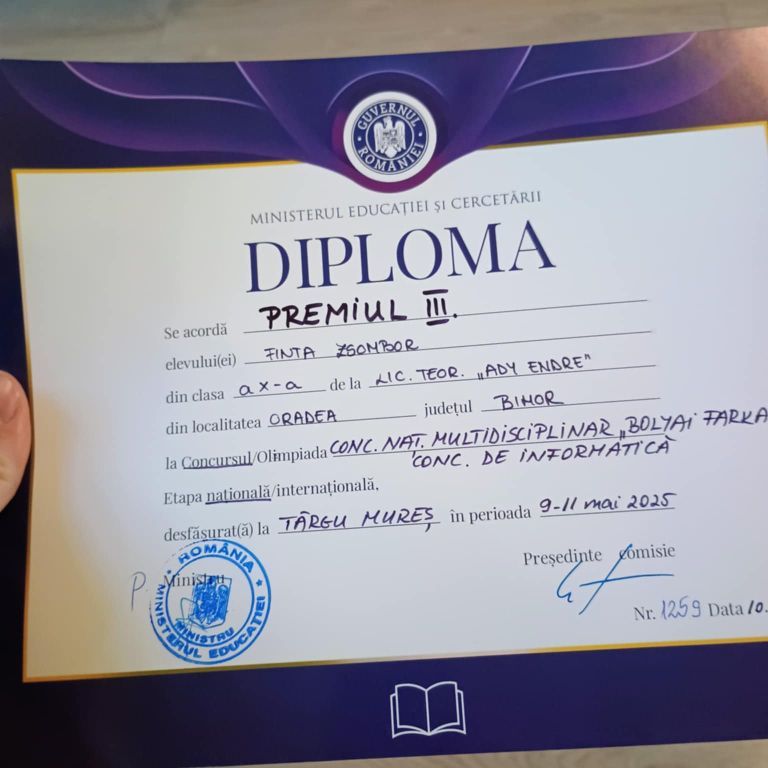 GUVERNUL ROMÂNIEI
MINISTERUL EDUCAȚIEI ȘI CERCETĂRII
DIPLOMA
Se acordă PREMIUL III.
elevului(ei) FINTA ZSOMBOR
din clasa a X-a de la LIC. TEOR. „ADY ENDRE"
din localitatea ORADEA județul BIHOR
la Concursul/Olimpiada CONC. NAȚ. MULTIDISCIPLINAR „BOLYAI FARKA
CONC. DE INFORMATICĂ
Etapa națională/internațională,
desfășurat(ă) la TÂRGU MUREȘ în perioada 9-11 mai 2025
Președinte comisie
P. Ministru
ROMÂNIA
MINISTERUL EDUCAȚIEI
MINISTRU
Nr. 1259 Data 10.